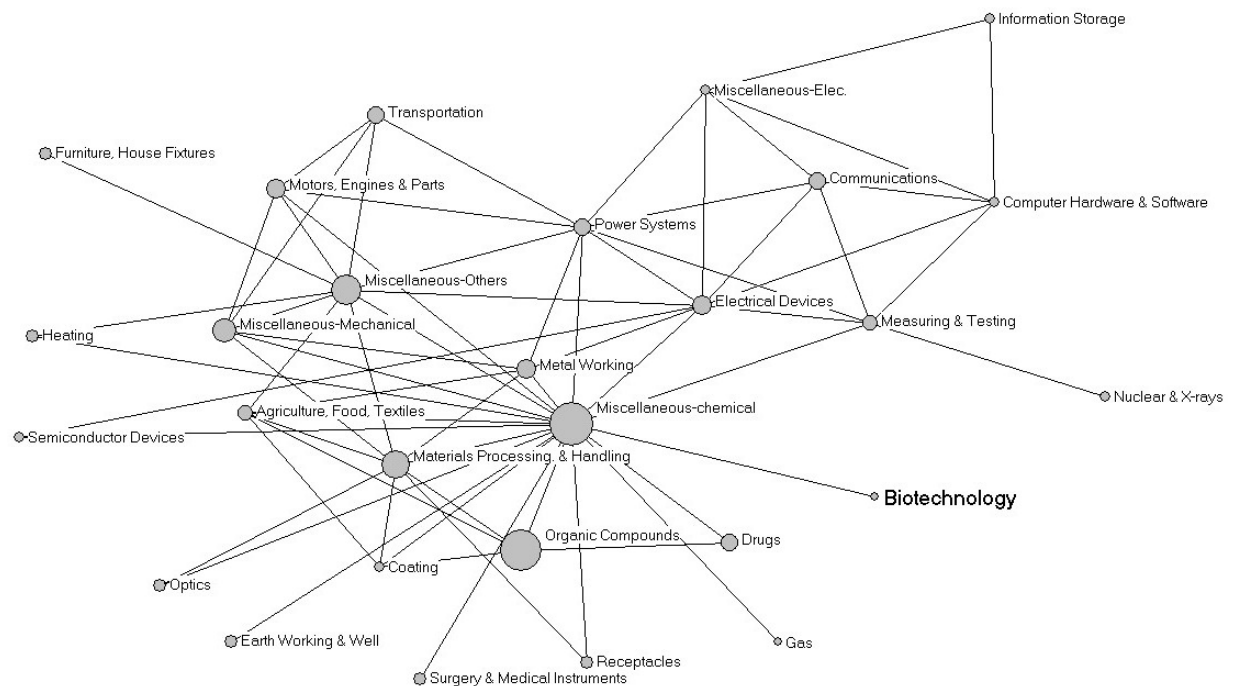 Information Storage
Miscellaneous-Elec.
Transportation
Furniture, House Fixtures
Motors, Engines & Parts
Communications
Computer Hardware & Software
Power Systems
Miscellaneous-Others
Electrical Devices
Miscellaneous-Mechanical
Measuring & Testing
Heating
Metal Working
Nuclear & X-rays
Miscellaneous-chemical
Agriculture, Food, Textiles
Semiconductor Devices
Materials Processing. & Handling
Biotechnology
Organic Compounds
Drugs
Coating
Optics
Earth Working & Well
Gas
Receptacles
Surgery & Medical Instruments